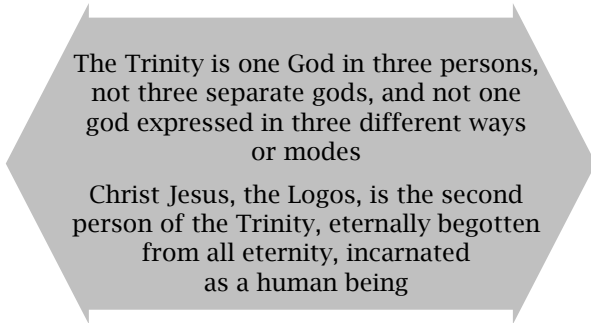 The Trinity is one God in three persons,
not three separate gods, and not one
god expressed in three different ways
or modes
Christ Jesus, the Logos, is the second
person of the Trinity, eternally begotten
from all eternity, incarnated
as a human being